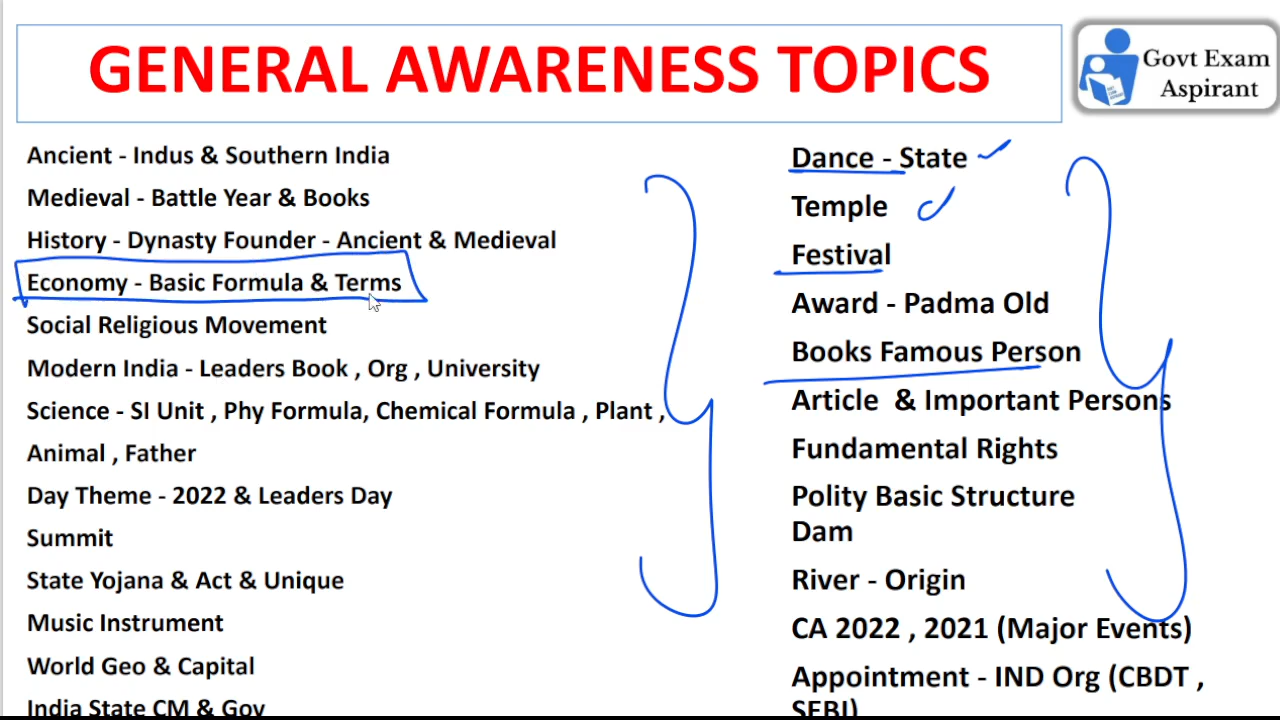 GENERAL AWARENESS TOPICS
Govt Exam
Aspirant
Ancient - Indus & Southern India
Medieval - Battle Year & Books
History - Dynasty Founder - Ancient & Medieval
Economy - Basic Formula & Terms
Social Religious Movement
Modern India - Leaders Book , Org , University
Science - SI Unit , Phy Formula, Chemical Formula , Plant ,
Animal , Father
Day Theme - 2022 & Leaders Day
Summit
State Yojana & Act & Unique
Music Instrument
World Geo & Capital
India State CM & Gov
Dance - State
Temple
Festival
Award - Padma Old
Books Famous Person
Article & Important Persons
Fundamental Rights
Polity Basic Structure
Dam
River - Origin
CA 2022 , 2021 (Major Events)
Appointment - IND Org (CBDT ,
SEBI)